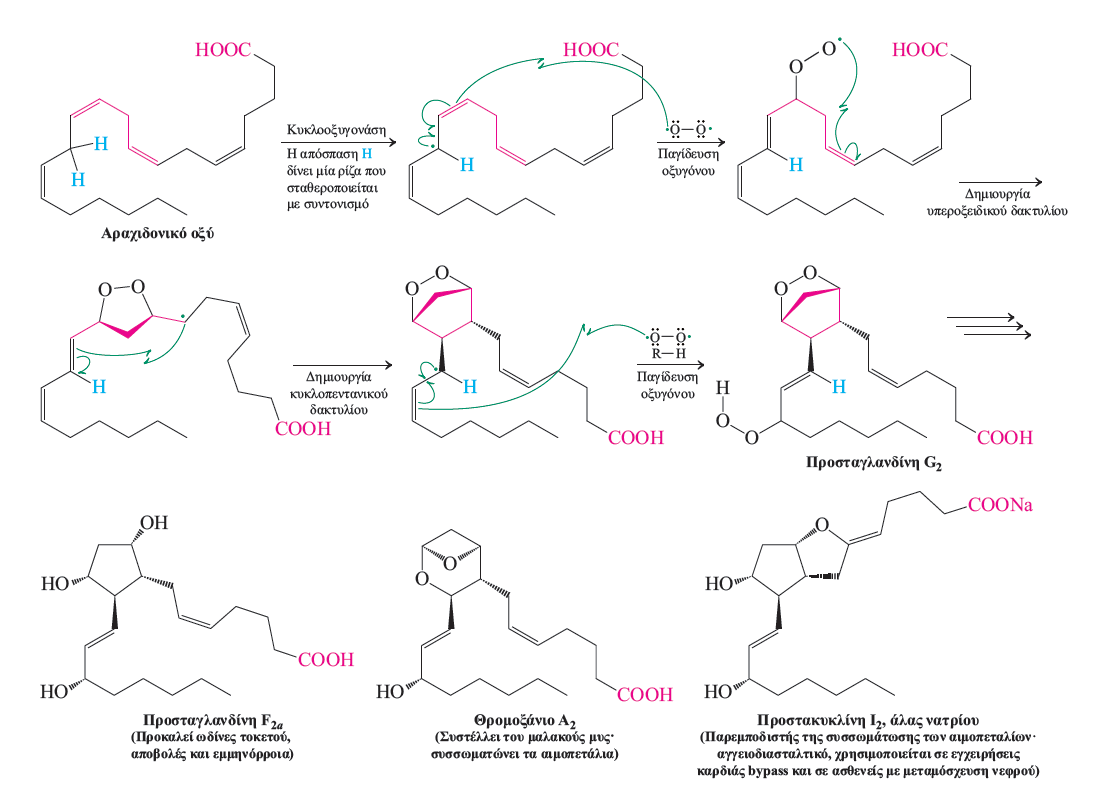 HOOC
H
H
Αραχιδονικό οξύ
Κυκλοοξυγονάση
Η απόσπαση H
δίνει μία ρίζα που
σταθεροποιείται
με συντονισμό
HOOC
H
·O–O·
Παγίδευση
οξυγόνου
O
O
HOOC
H
Δημιουργία
υπεροξειδικού δακτυλίου
O
O
H
COOH
Δημιουργία
κυκλοπεντανικού
δακτυλίου
O
O
H
COOH
·O–O·
R–H
Παγίδευση
οξυγόνου
O
O
H
H
O
O
COOH
Προσταγλανδίνη G2
OH
HO
HO
COOH
Προσταγλανδίνη F2a
(Προκαλεί ωδίνες τοκετού,
αποβολές και εμμηνόρροια)
O
O
HO
COOH
Θρομοξάνιο A2
(Συστέλλει του μαλακούς μυς·
συσσωματώνει τα αιμοπετάλια)
O
COONa
HO
HO
Προστακυκλίνη I2, άλας νατρίου
(Παρεμποδιστής της συσσωμάτωσης των αιμοπεταλίων·
αγγειοδιασταλτικό, χρησιμοποιείται σε εγχειρήσεις
καρδιάς bypass και σε ασθενείς με μεταμόσχευση νεφρού)